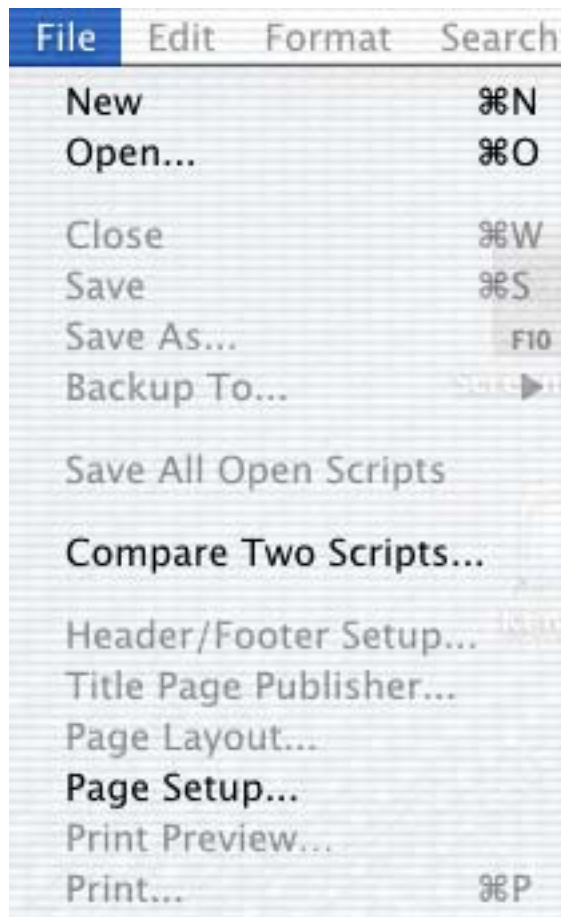 File Edit Format Search
New ⌘N
Open... ⌘O
Close ⌘W
Save ⌘S
Save As... F10
Backup To... ▶
Save All Open Scripts
Compare Two Scripts...
Header/Footer Setup...
Title Page Publisher...
Page Layout...
Page Setup...
Print Preview...
Print... ⌘P